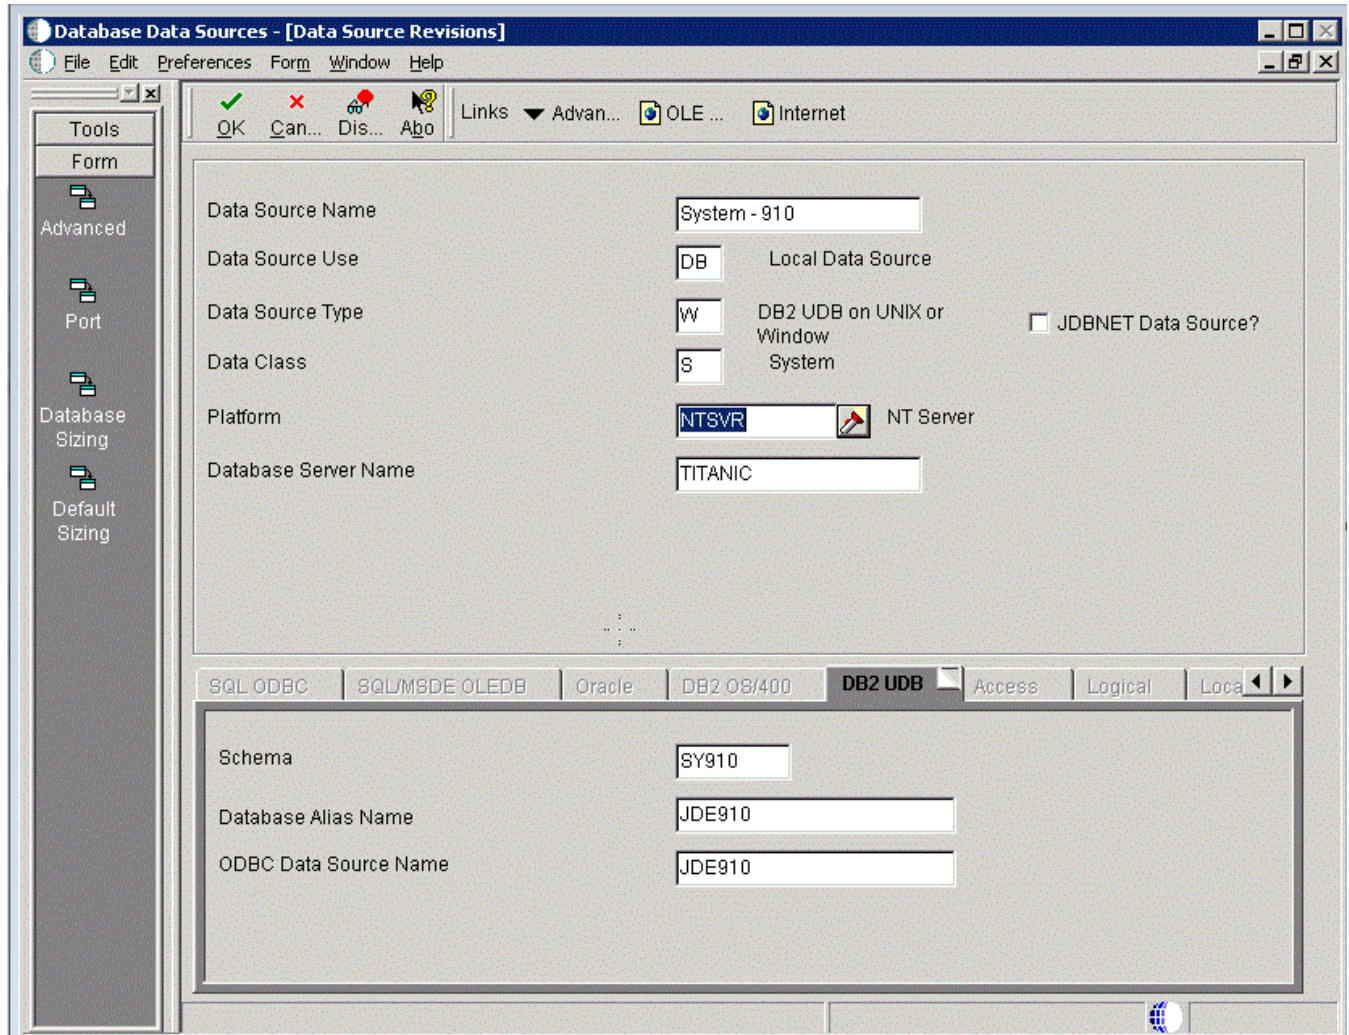 Database Data Sources - [Data Source Revisions]
File Edit Preferences Form Window Help
OK Can... Dis... Abo Links Advan... OLE ... Internet
Tools
Form
Advanced
Port
Database
Sizing
Default
Sizing
Data Source Name System - 910
Data Source Use DB Local Data Source
Data Source Type W DB2 UDB on UNIX or
Window
JDBNET Data Source?
Data Class S System
Platform NTSVR NT Server
Database Server Name TITANIC
SQL ODBC SQL/MSDE OLEDB Oracle DB2 OS/400 DB2 UDB Access Logical Loca
Schema SY910
Database Alias Name JDE910
ODBC Data Source Name JDE910